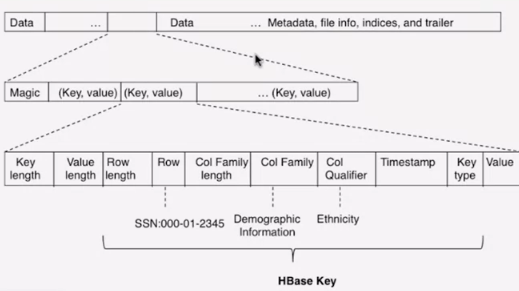 Data ... Data ... Metadata, file info, indices, and trailer
Magic (Key, value) (Key, value) ... (Key, value)
Key length Value length Row length Row Col Family length Col Family Col Qualifier Timestamp Key type Value
SSN:000-01-2345 Demographic Information Ethnicity
HBase Key